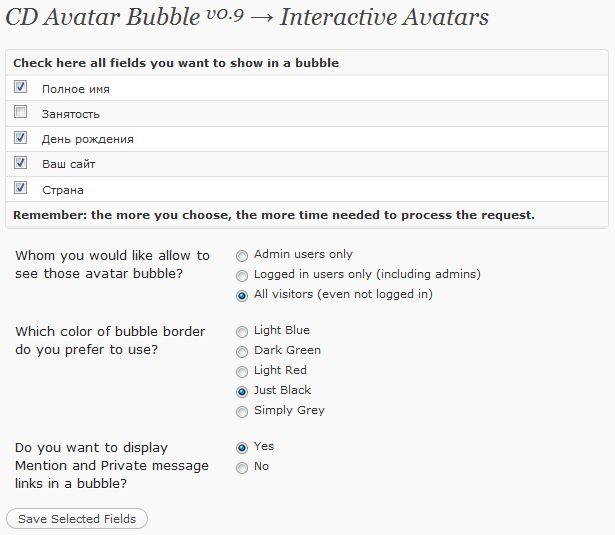 CD Avatar Bubble v0.9 → Interactive Avatars
Check here all fields you want to show in a bubble
Полное имя
Занятость
День рождения
Ваш сайт
Страна
Remember: the more you choose, the more time needed to process the request.
Whom you would like allow to
see those avatar bubble?
Admin users only
Logged in users only (including admins)
All visitors (even not logged in)
Which color of bubble border
do you prefer to use?
Light Blue
Dark Green
Light Red
Just Black
Simply Grey
Do you want to display
Mention and Private message
links in a bubble?
Yes
No
Save Selected Fields